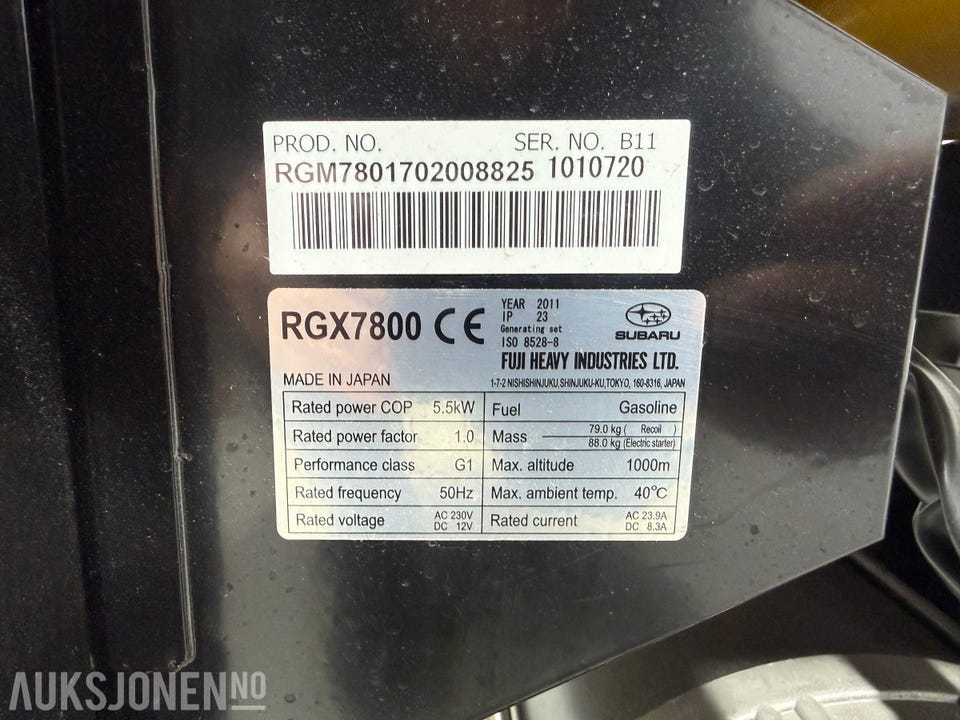 PROD. NO. SER. NO. B11
RGM7801702008825 1010720
RGX7800 CE
YEAR 2011
IP 23
Generating set
ISO 8528-8
SUBARU
FUJI HEAVY INDUSTRIES LTD.
MADE IN JAPAN
1-7-2 NISHISHINJUKU,SHINJUKU-KU,TOKYO, 160-8316, JAPAN
Rated power COP 5.5kW
Fuel Gasoline
Rated power factor 1.0
Mass 79.0 kg ( Recoil )
88.0 kg (Electric starter)
Performance class G1
Max. altitude 1000m
Rated frequency 50Hz
Max. ambient temp. 40°C
Rated voltage AC 230V
DC 12V
Rated current AC 23.9A
DC 8.3A
AUKSJONEN.NO